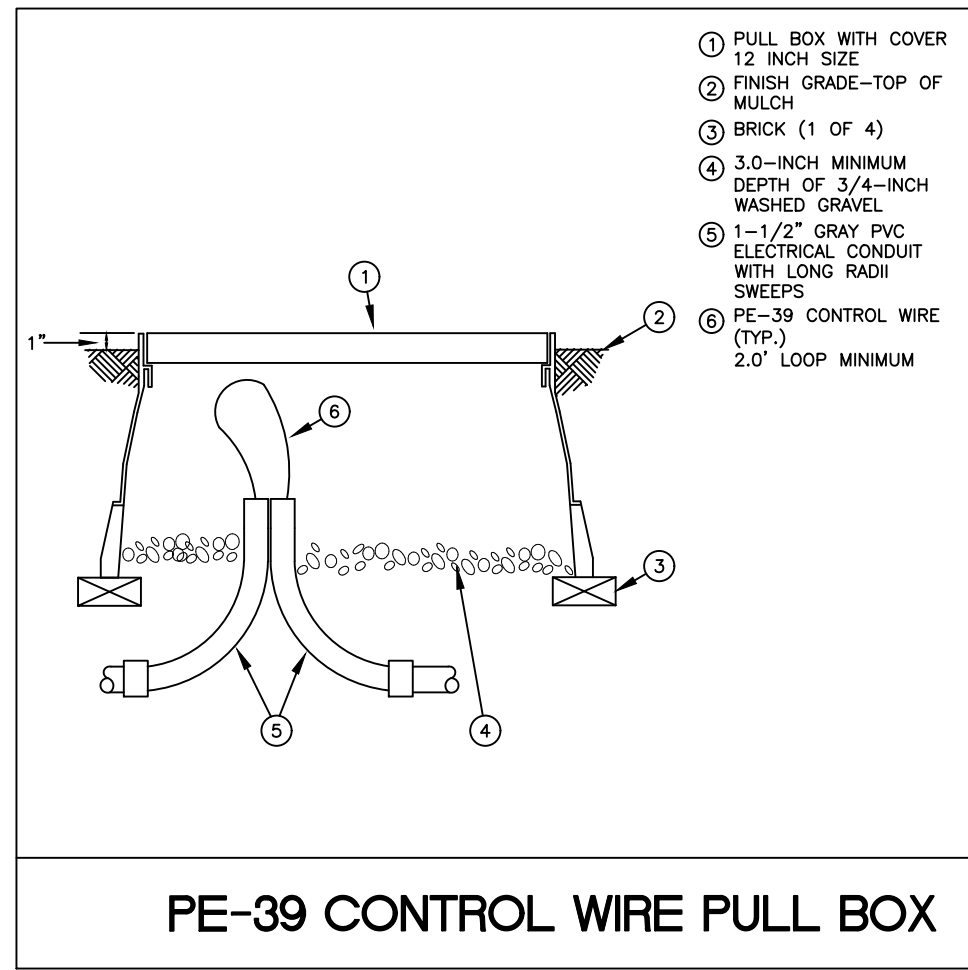 ① PULL BOX WITH COVER
12 INCH SIZE
② FINISH GRADE-TOP OF
MULCH
③ BRICK (1 OF 4)
④ 3.0-INCH MINIMUM
DEPTH OF 3/4-INCH
WASHED GRAVEL
⑤ 1-1/2" GRAY PVC
ELECTRICAL CONDUIT
WITH LONG RADII
SWEEPS
⑥ PE-39 CONTROL WIRE
(TYP.)
2.0' LOOP MINIMUM
1
2
1"
6
3
5
4
PE-39 CONTROL WIRE PULL BOX